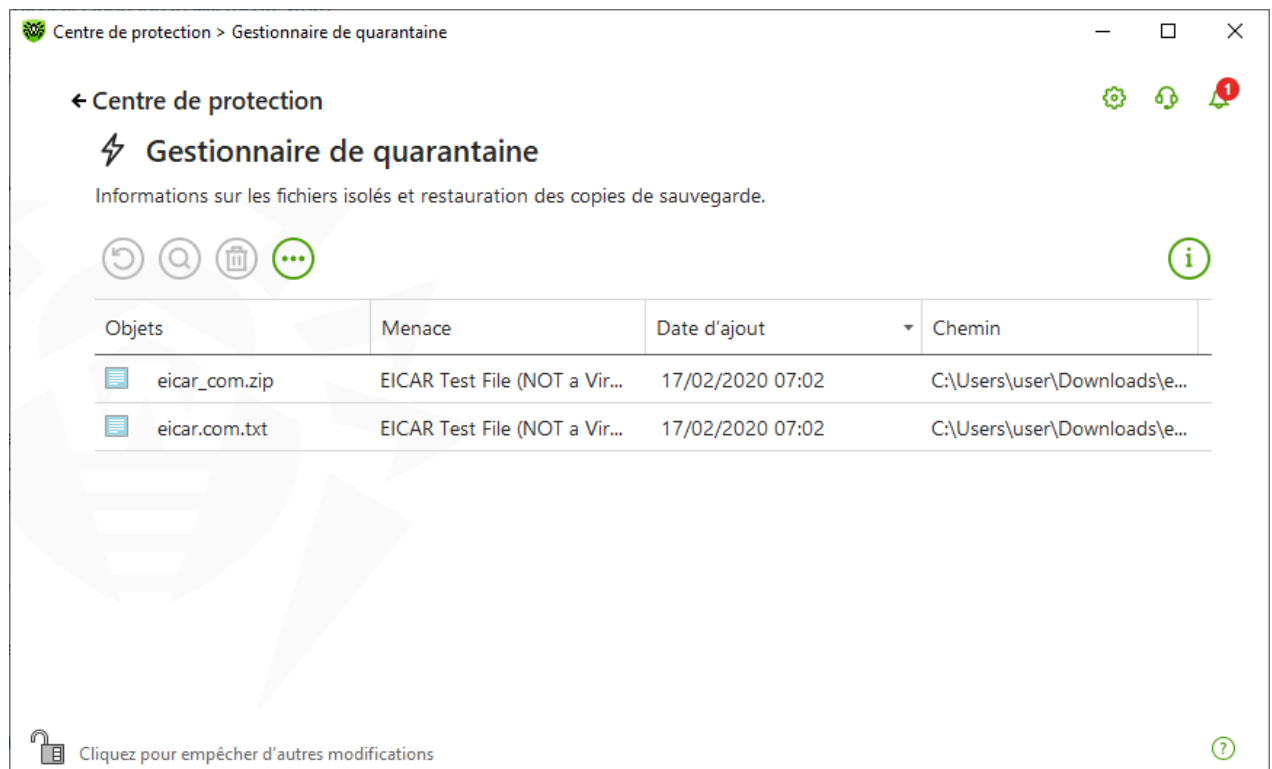 Centre de protection > Gestionnaire de quarantaine
Centre de protection
1
Gestionnaire de quarantaine
Informations sur les fichiers isolés et restauration des copies de sauvegarde.
i
Objets Menace Date d'ajout Chemin
eicar_com.zip EICAR Test File (NOT a Vir... 17/02/2020 07:02 C:\Users\user\Downloads\e...
eicar.com.txt EICAR Test File (NOT a Vir... 17/02/2020 07:02 C:\Users\user\Downloads\e...
Cliquez pour empêcher d'autres modifications
?